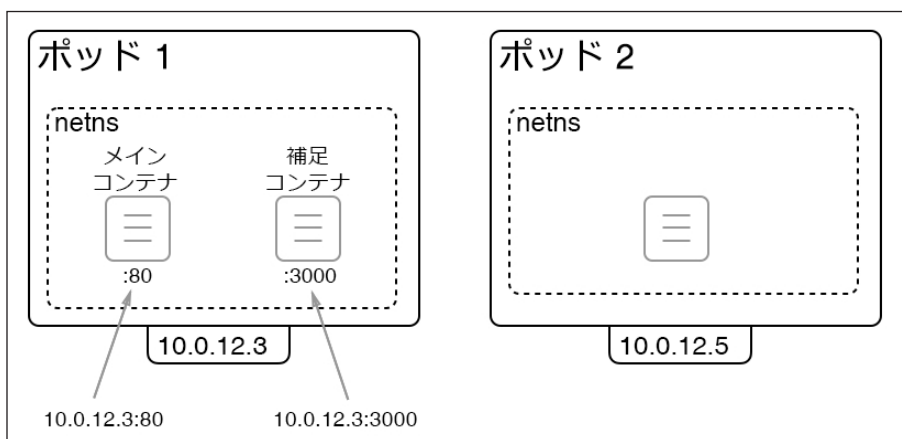 ポッド 1
netns
メイン
コンテナ
:80
補足
コンテナ
:3000
10.0.12.3
10.0.12.3:80
10.0.12.3:3000
ポッド 2
netns
10.0.12.5